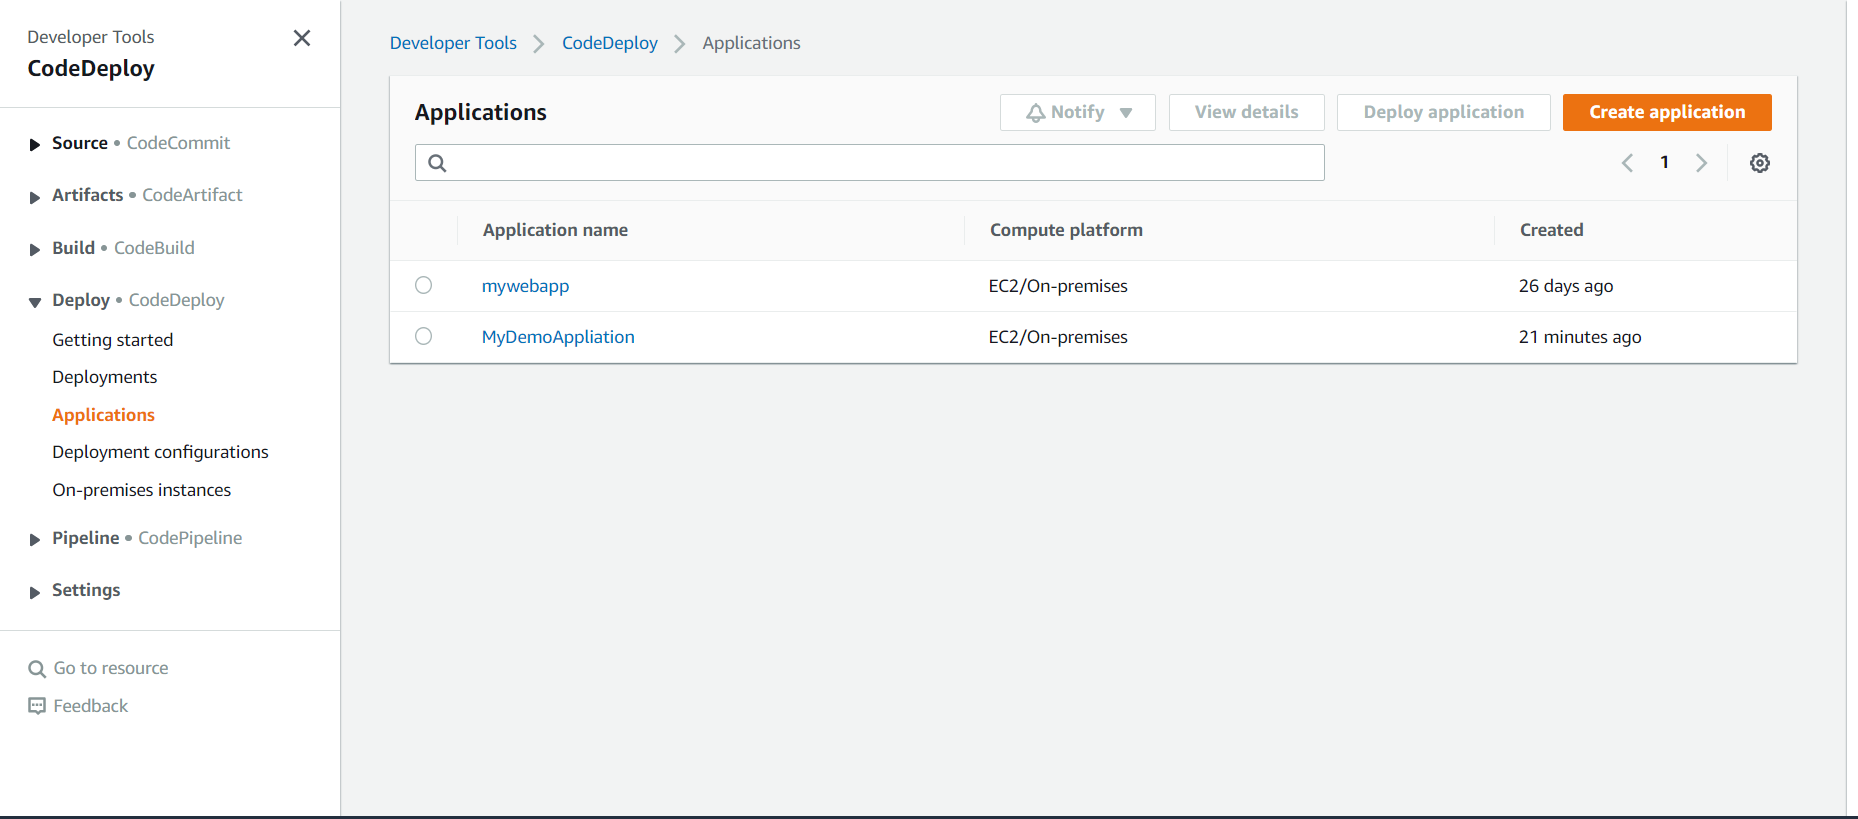 Developer Tools
CodeDeploy
Source • CodeCommit
Artifacts • CodeArtifact
Build • CodeBuild
Deploy • CodeDeploy
Getting started
Deployments
Applications
Deployment configurations
On-premises instances
Pipeline • CodePipeline
Settings
Go to resource
Feedback
Developer Tools CodeDeploy Applications
Applications Notify View details Deploy application Create application
1
Application name Compute platform Created
mywebapp EC2/On-premises 26 days ago
MyDemoAppliation EC2/On-premises 21 minutes ago